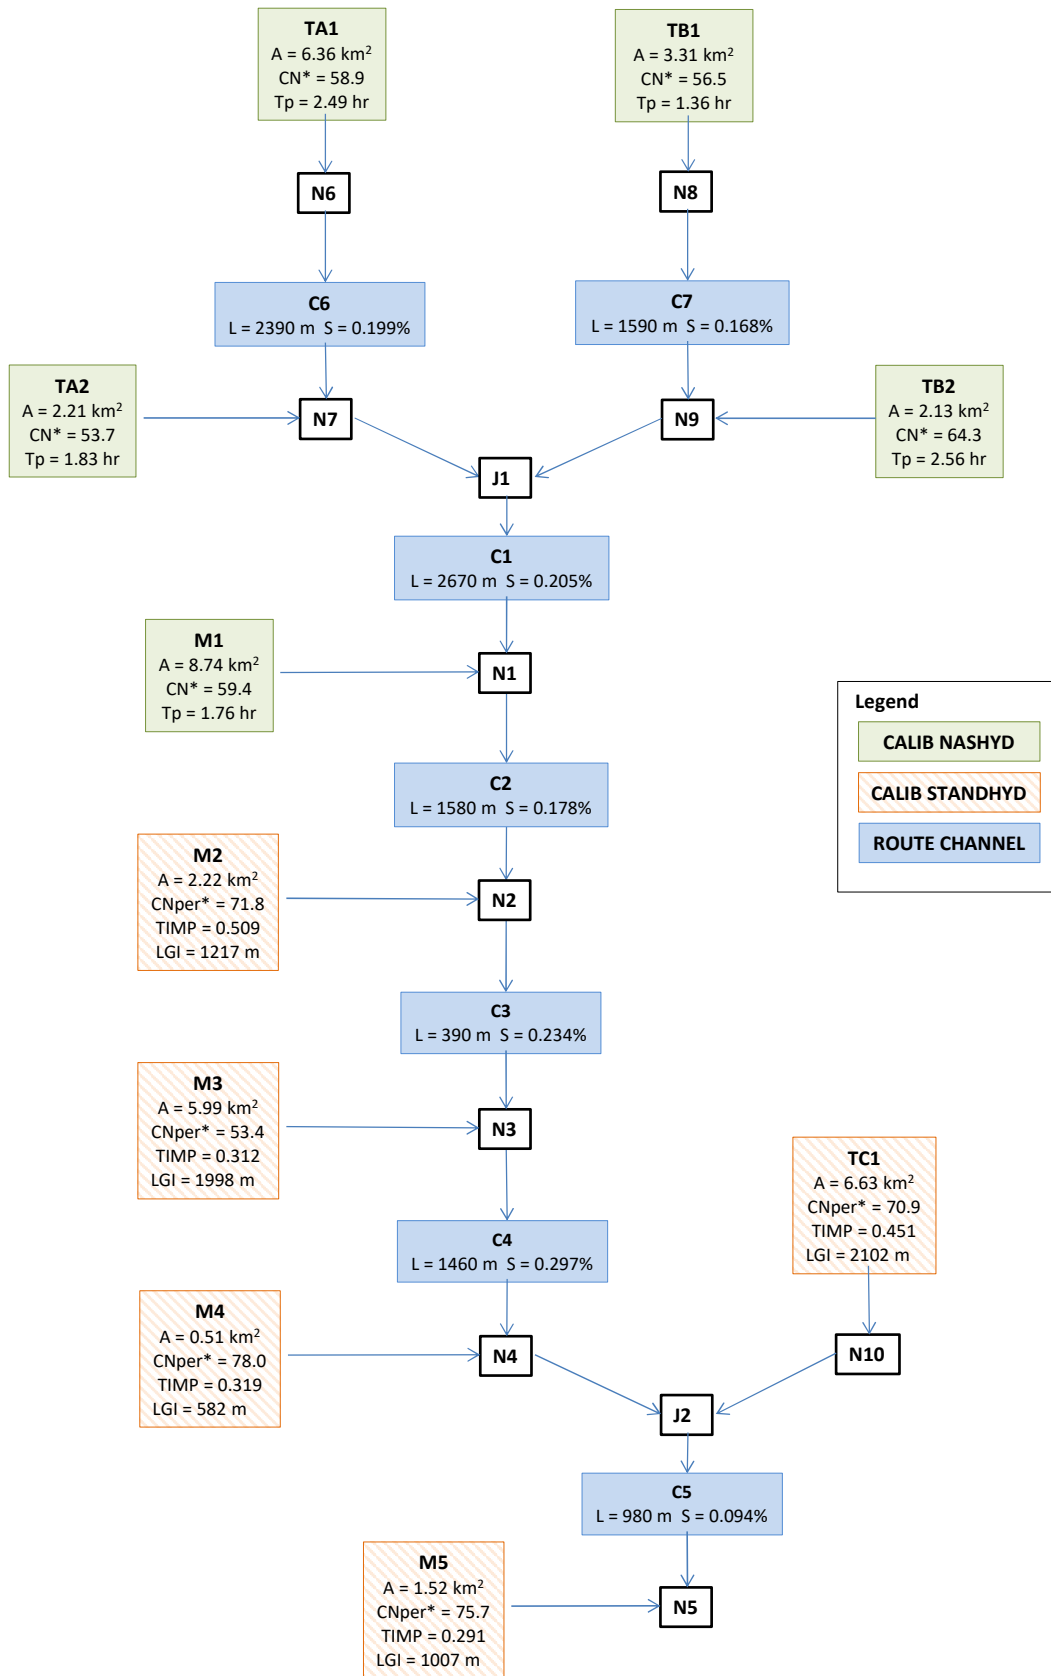 TA1
A = 6.36 km²
CN* = 58.9
Tp = 2.49 hr
TB1
A = 3.31 km²
CN* = 56.5
Tp = 1.36 hr
N6
N8
C6
L = 2390 m S = 0.199%
C7
L = 1590 m S = 0.168%
TA2
A = 2.21 km²
CN* = 53.7
Tp = 1.83 hr
N7
N9
TB2
A = 2.13 km²
CN* = 64.3
Tp = 2.56 hr
J1
C1
L = 2670 m S = 0.205%
M1
A = 8.74 km²
CN* = 59.4
Tp = 1.76 hr
N1
Legend
CALIB NASHYD
CALIB STANDHYD
ROUTE CHANNEL
C2
L = 1580 m S = 0.178%
M2
A = 2.22 km²
CNper* = 71.8
TIMP = 0.509
LGI = 1217 m
N2
C3
L = 390 m S = 0.234%
M3
A = 5.99 km²
CNper* = 53.4
TIMP = 0.312
LGI = 1998 m
N3
TC1
A = 6.63 km²
CNper* = 70.9
TIMP = 0.451
LGI = 2102 m
C4
L = 1460 m S = 0.297%
M4
A = 0.51 km²
CNper* = 78.0
TIMP = 0.319
LGI = 582 m
N4
N10
J2
C5
L = 980 m S = 0.094%
M5
A = 1.52 km²
CNper* = 75.7
TIMP = 0.291
LGI = 1007 m
N5